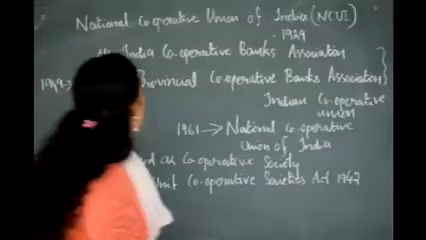 National Co-operative Union of India (NCUI)
1929
All India Co-operative Banks Association
1949→ Provincial Co-operative Banks Association
Indian Co-operative
union
1961→ National co-operative
Union of India
as Co-operative Society
Unit Co-operative Societies Act 1942